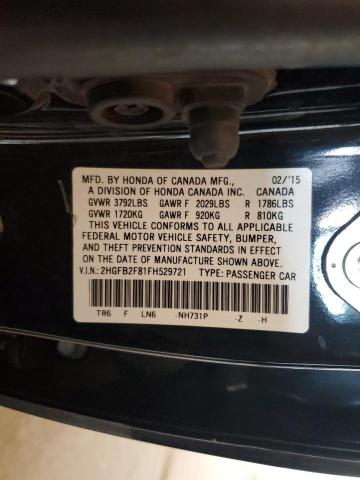 MFD. BY HONDA OF CANADA MFG., 02/'15
A DIVISION OF HONDA CANADA INC. CANADA
GVWR 3792LBS GAWR F 2029LBS R 1786LBS
GVWR 1720KG GAWR F 920KG R 810KG
THIS VEHICLE CONFORMS TO ALL APPLICABLE
FEDERAL MOTOR VEHICLE SAFETY, BUMPER,
AND THEFT PREVENTION STANDARDS IN EFFECT
ON THE DATE OF MANUFACTURE SHOWN ABOVE.
V.I.N.: 2HGFB2F81FH529721 TYPE: PASSENGER CAR
TR6 F LN6 -NH731P -Z -H